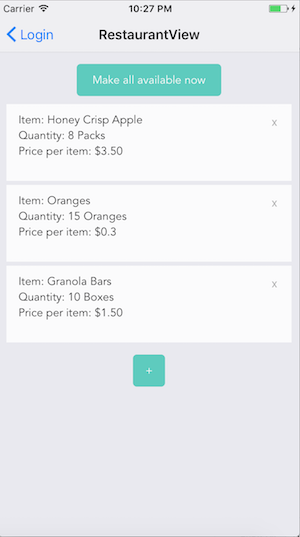 Carrier 10:27 PM
Login RestaurantView
Make all available now
Item: Honey Crisp Apple x
Quantity: 8 Packs
Price per item: $3.50
Item: Oranges x
Quantity: 15 Oranges
Price per item: $0.3
Item: Granola Bars x
Quantity: 10 Boxes
Price per item: $1.50
+